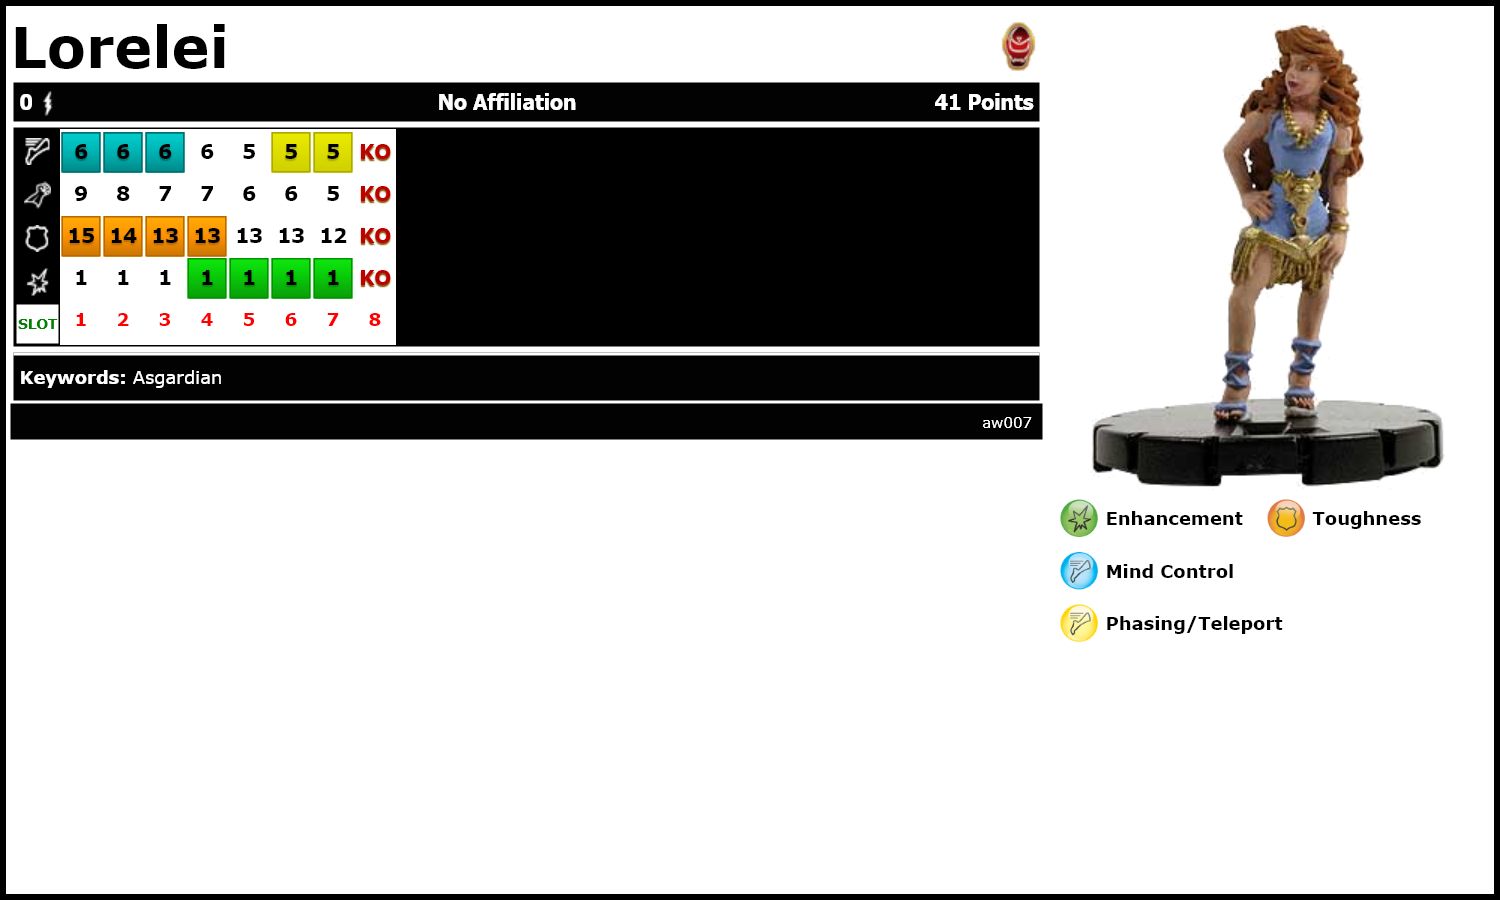 Lorelei
0 No Affiliation 41 Points
6 6 6 6 5 5 5 KO
9 8 7 7 6 6 5 KO
15 14 13 13 13 13 12 KO
1 1 1 1 1 1 1 KO
SLOT 1 2 3 4 5 6 7 8
Keywords: Asgardian
aw007
Enhancement Toughness
Mind Control
Phasing/Teleport